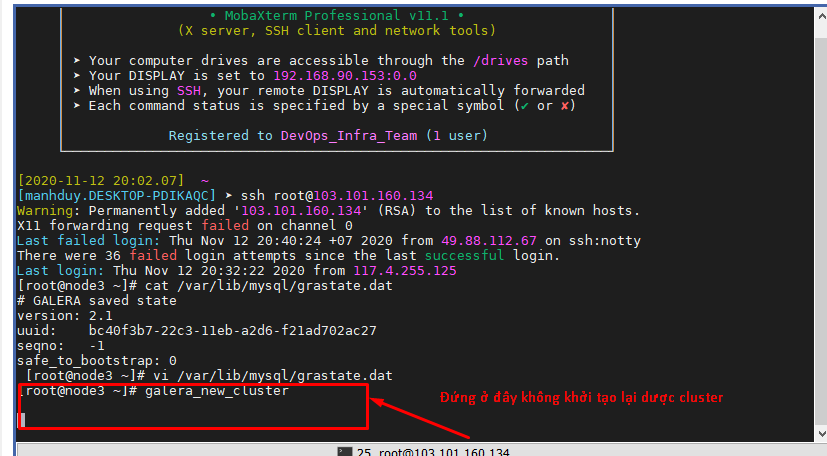 • MobaXterm Professional v11.1 •
(X server, SSH client and network tools)
➤ Your computer drives are accessible through the /drives path
➤ Your DISPLAY is set to 192.168.90.153:0.0
➤ When using SSH, your remote DISPLAY is automatically forwarded
➤ Each command status is specified by a special symbol (✔ or ✘)
Registered to DevOps_Infra_Team (1 user)
[2020-11-12 20:02.07]  ~
[manhduy.DESKTOP-PDIKAQC] ➤ ssh root@103.101.160.134
Warning: Permanently added '103.101.160.134' (RSA) to the list of known hosts.
X11 forwarding request failed on channel 0
Last failed login: Thu Nov 12 20:40:24 +07 2020 from 49.88.112.67 on ssh:notty
There were 36 failed login attempts since the last successful login.
Last login: Thu Nov 12 20:32:22 2020 from 117.4.255.125
[root@node3 ~]# cat /var/lib/mysql/grastate.dat
# GALERA saved state
version: 2.1
uuid:    bc40f3b7-22c3-11eb-a2d6-f21ad702ac27
seqno:   -1
safe_to_bootstrap: 0
[root@node3 ~]# vi /var/lib/mysql/grastate.dat
[root@node3 ~]# galera_new_cluster
Đứng ở đây không khởi tạo lại dược cluster
25. root@103.101.160.134